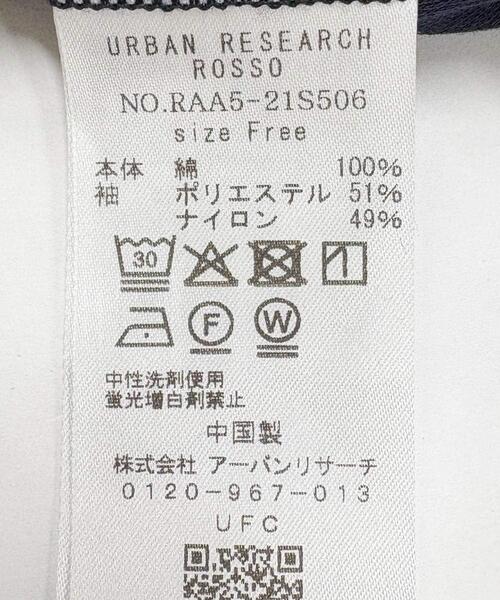 URBAN RESEARCH
ROSSO
NO.RAA5-21S506
size Free
本体 綿 100%
袖 ポリエステル 51%
ナイロン 49%
30
F W
中性洗剤使用
蛍光増白剤禁止
中国製
株式会社 アーバンリサーチ
0120-967-013
UFC